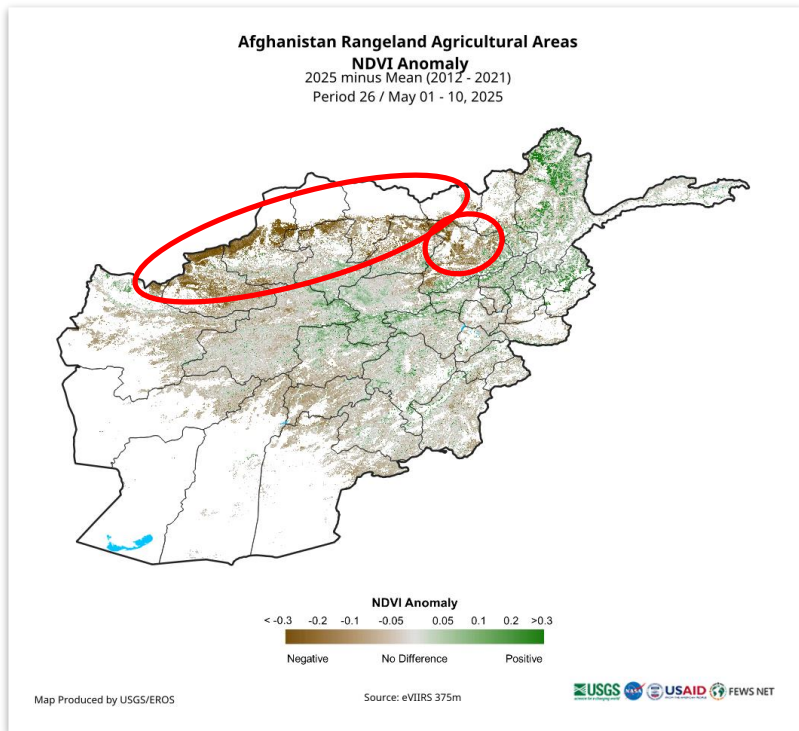 Afghanistan Rangeland Agricultural Areas
NDVI Anomaly
2025 minus Mean (2012 - 2021)
Period 26 / May 01 - 10, 2025
NDVI Anomaly
< -0.3 -0.2 -0.1 -0.05 0.05 0.1 0.2 >0.3
Negative No Difference Positive
Map Produced by USGS/EROS
Source: eVIIRS 375m
USGS NASA USAID FEWS NET